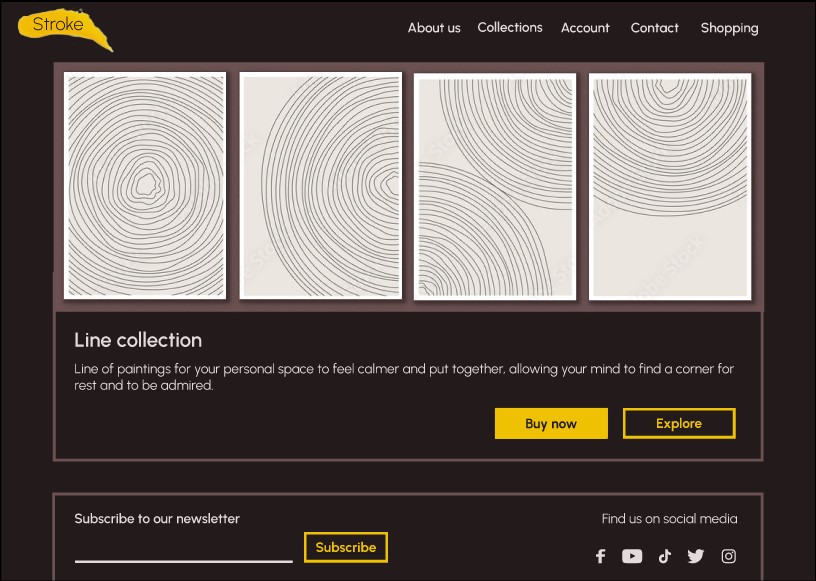 Stroke
About us Collections Account Contact Shopping
Line collection
Line of paintings for your personal space to feel calmer and put together, allowing your mind to find a corner for
rest and to be admired.
Buy now Explore
Subscribe to our newsletter Find us on social media
Subscribe